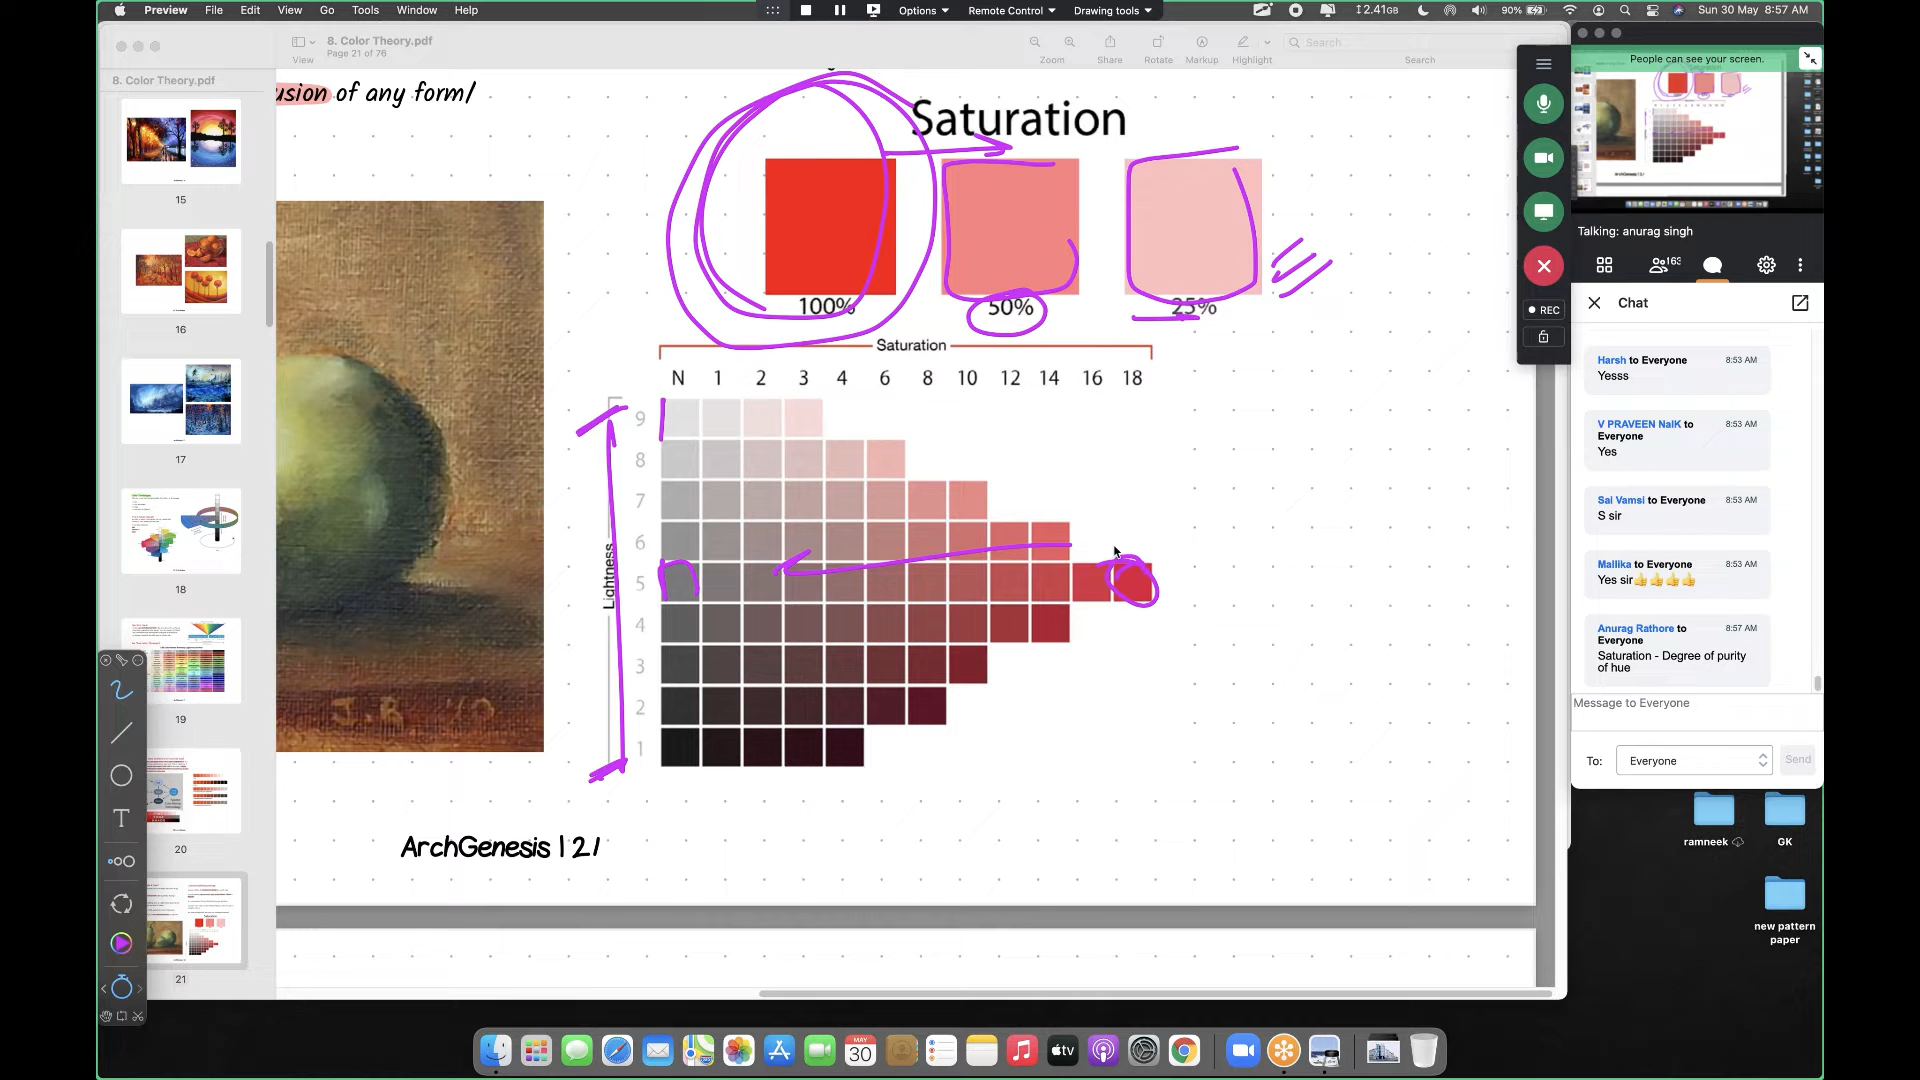 Preview File Edit View Go Tools Window Help
Options Remote Control Drawing tools
2.41GB 90% Sun 30 May 8:57 AM
8. Color Theory.pdf
Page 21 of 76
View Zoom Share Rotate Markup Highlight Search
Search...
8. Color Theory.pdf
15
16
17
18
19
20
21
usion of any form/
Saturation
100% 50% 25%
Saturation
N 1 2 3 4 6 8 10 12 14 16 18
9
8
7
6
5
4
3
2
1
Lightness
J.B '10
ArchGenesis | 21
People can see your screen.
Talking: anurag singh
163
REC
Chat
Harsh to Everyone 8:53 AM
Yesss
V PRAVEEN NaIK to Everyone 8:53 AM
Yes
Sai Vamsi to Everyone 8:53 AM
S sir
Mallika to Everyone 8:53 AM
Yes sir👍👍👍👍
Anurag Rathore to Everyone 8:57 AM
Saturation - Degree of purity
of hue
Message to Everyone
To: Everyone Send
ramneek GK
new pattern
paper
MAY
30
tv